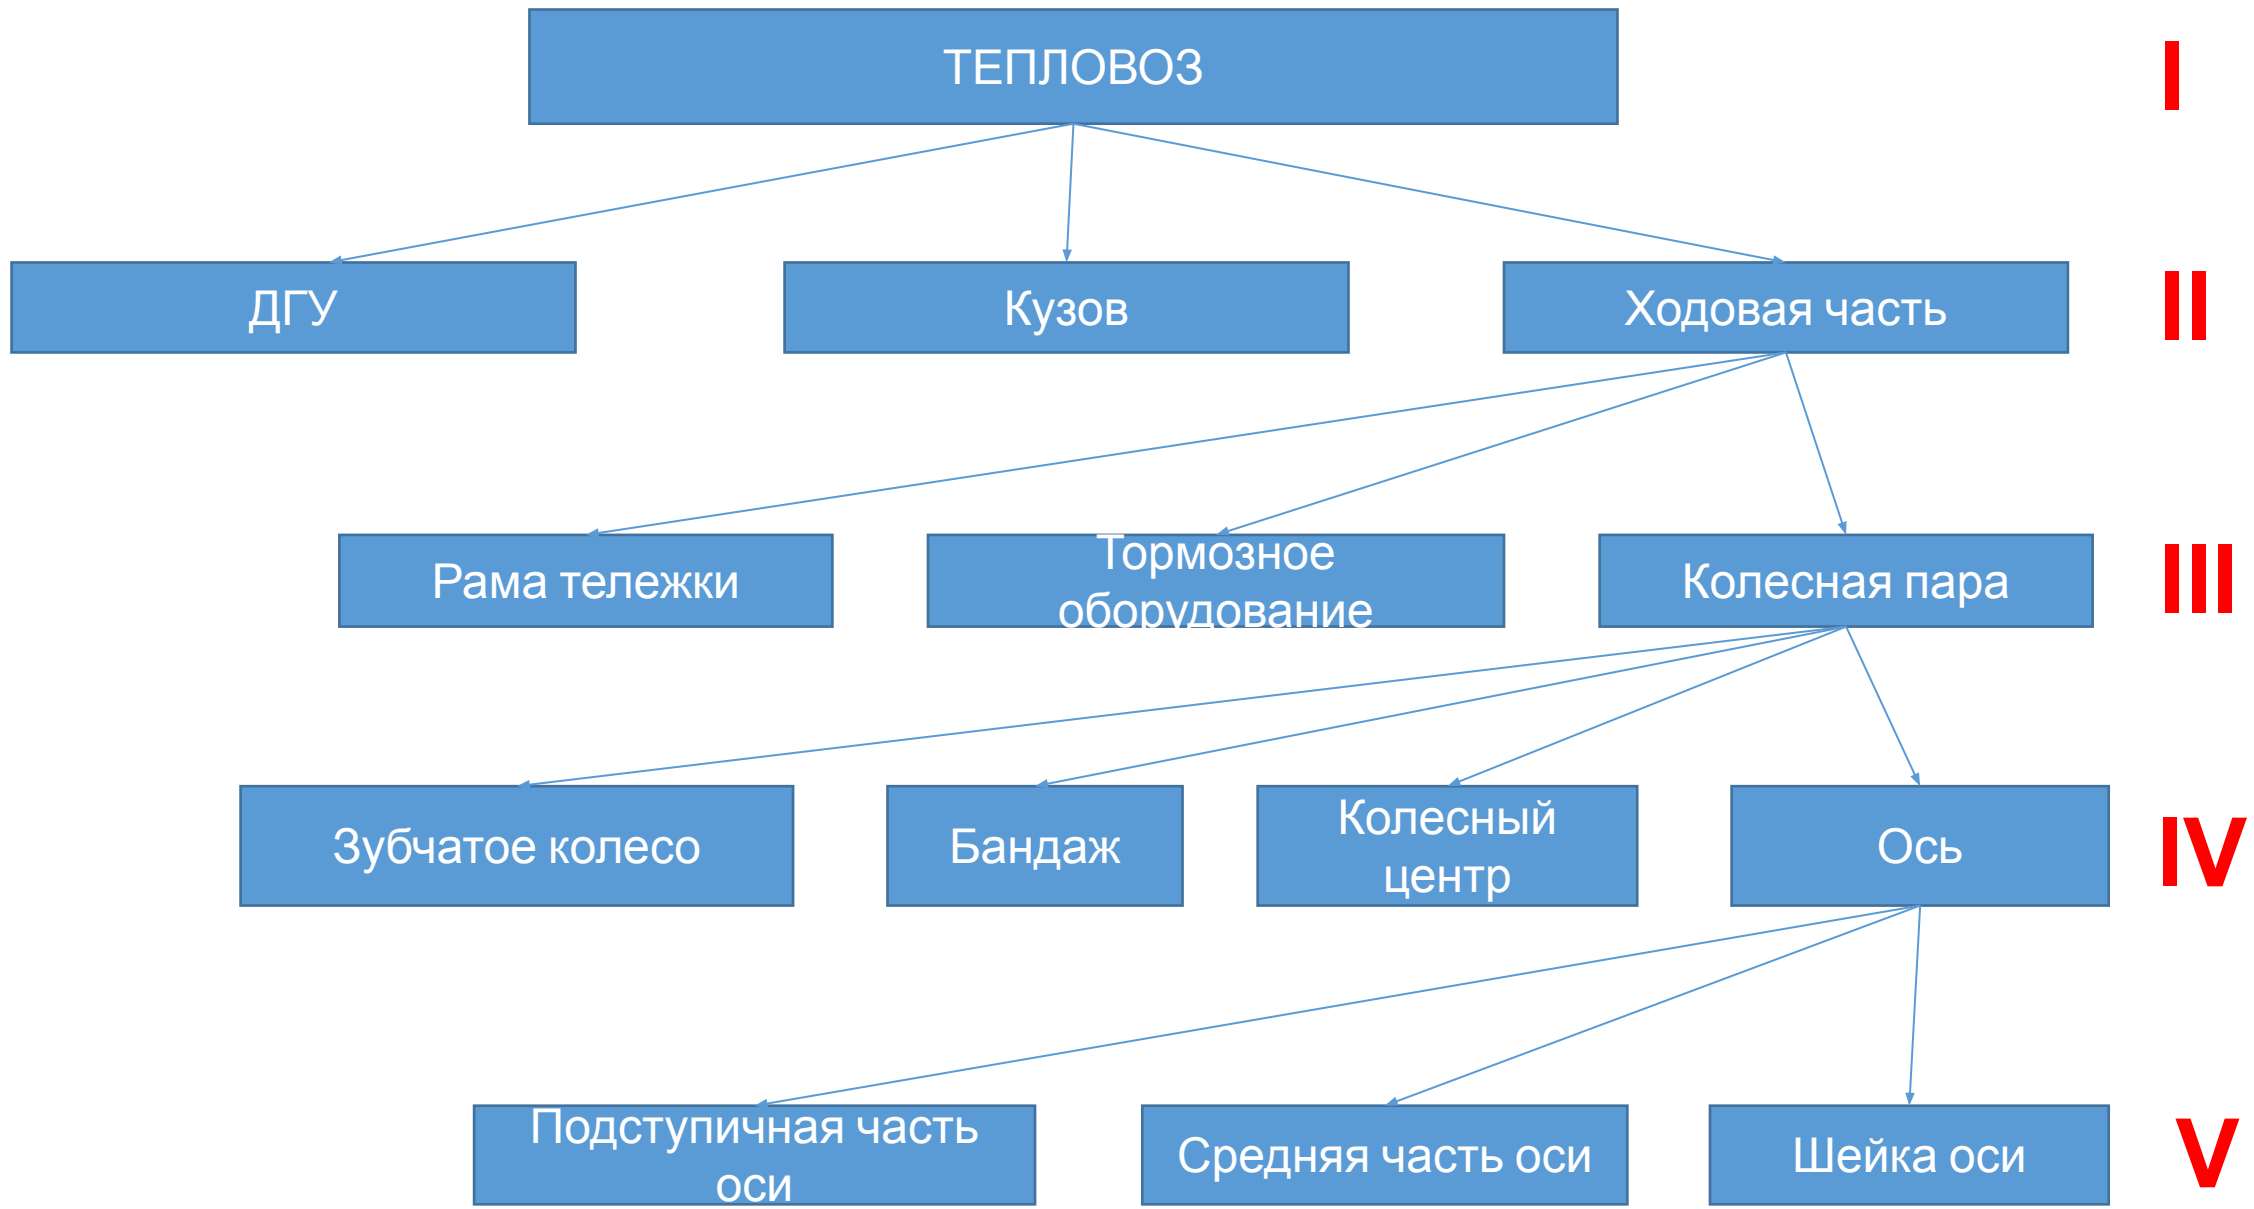 ТЕПЛОВОЗ
I
ДГУ
Кузов
Ходовая часть
II
Рама тележки
Тормозное
оборудование
Колесная пара
III
Зубчатое колесо
Бандаж
Колесный
центр
Ось
IV
Подступичная часть
оси
Средняя часть оси
Шейка оси
V